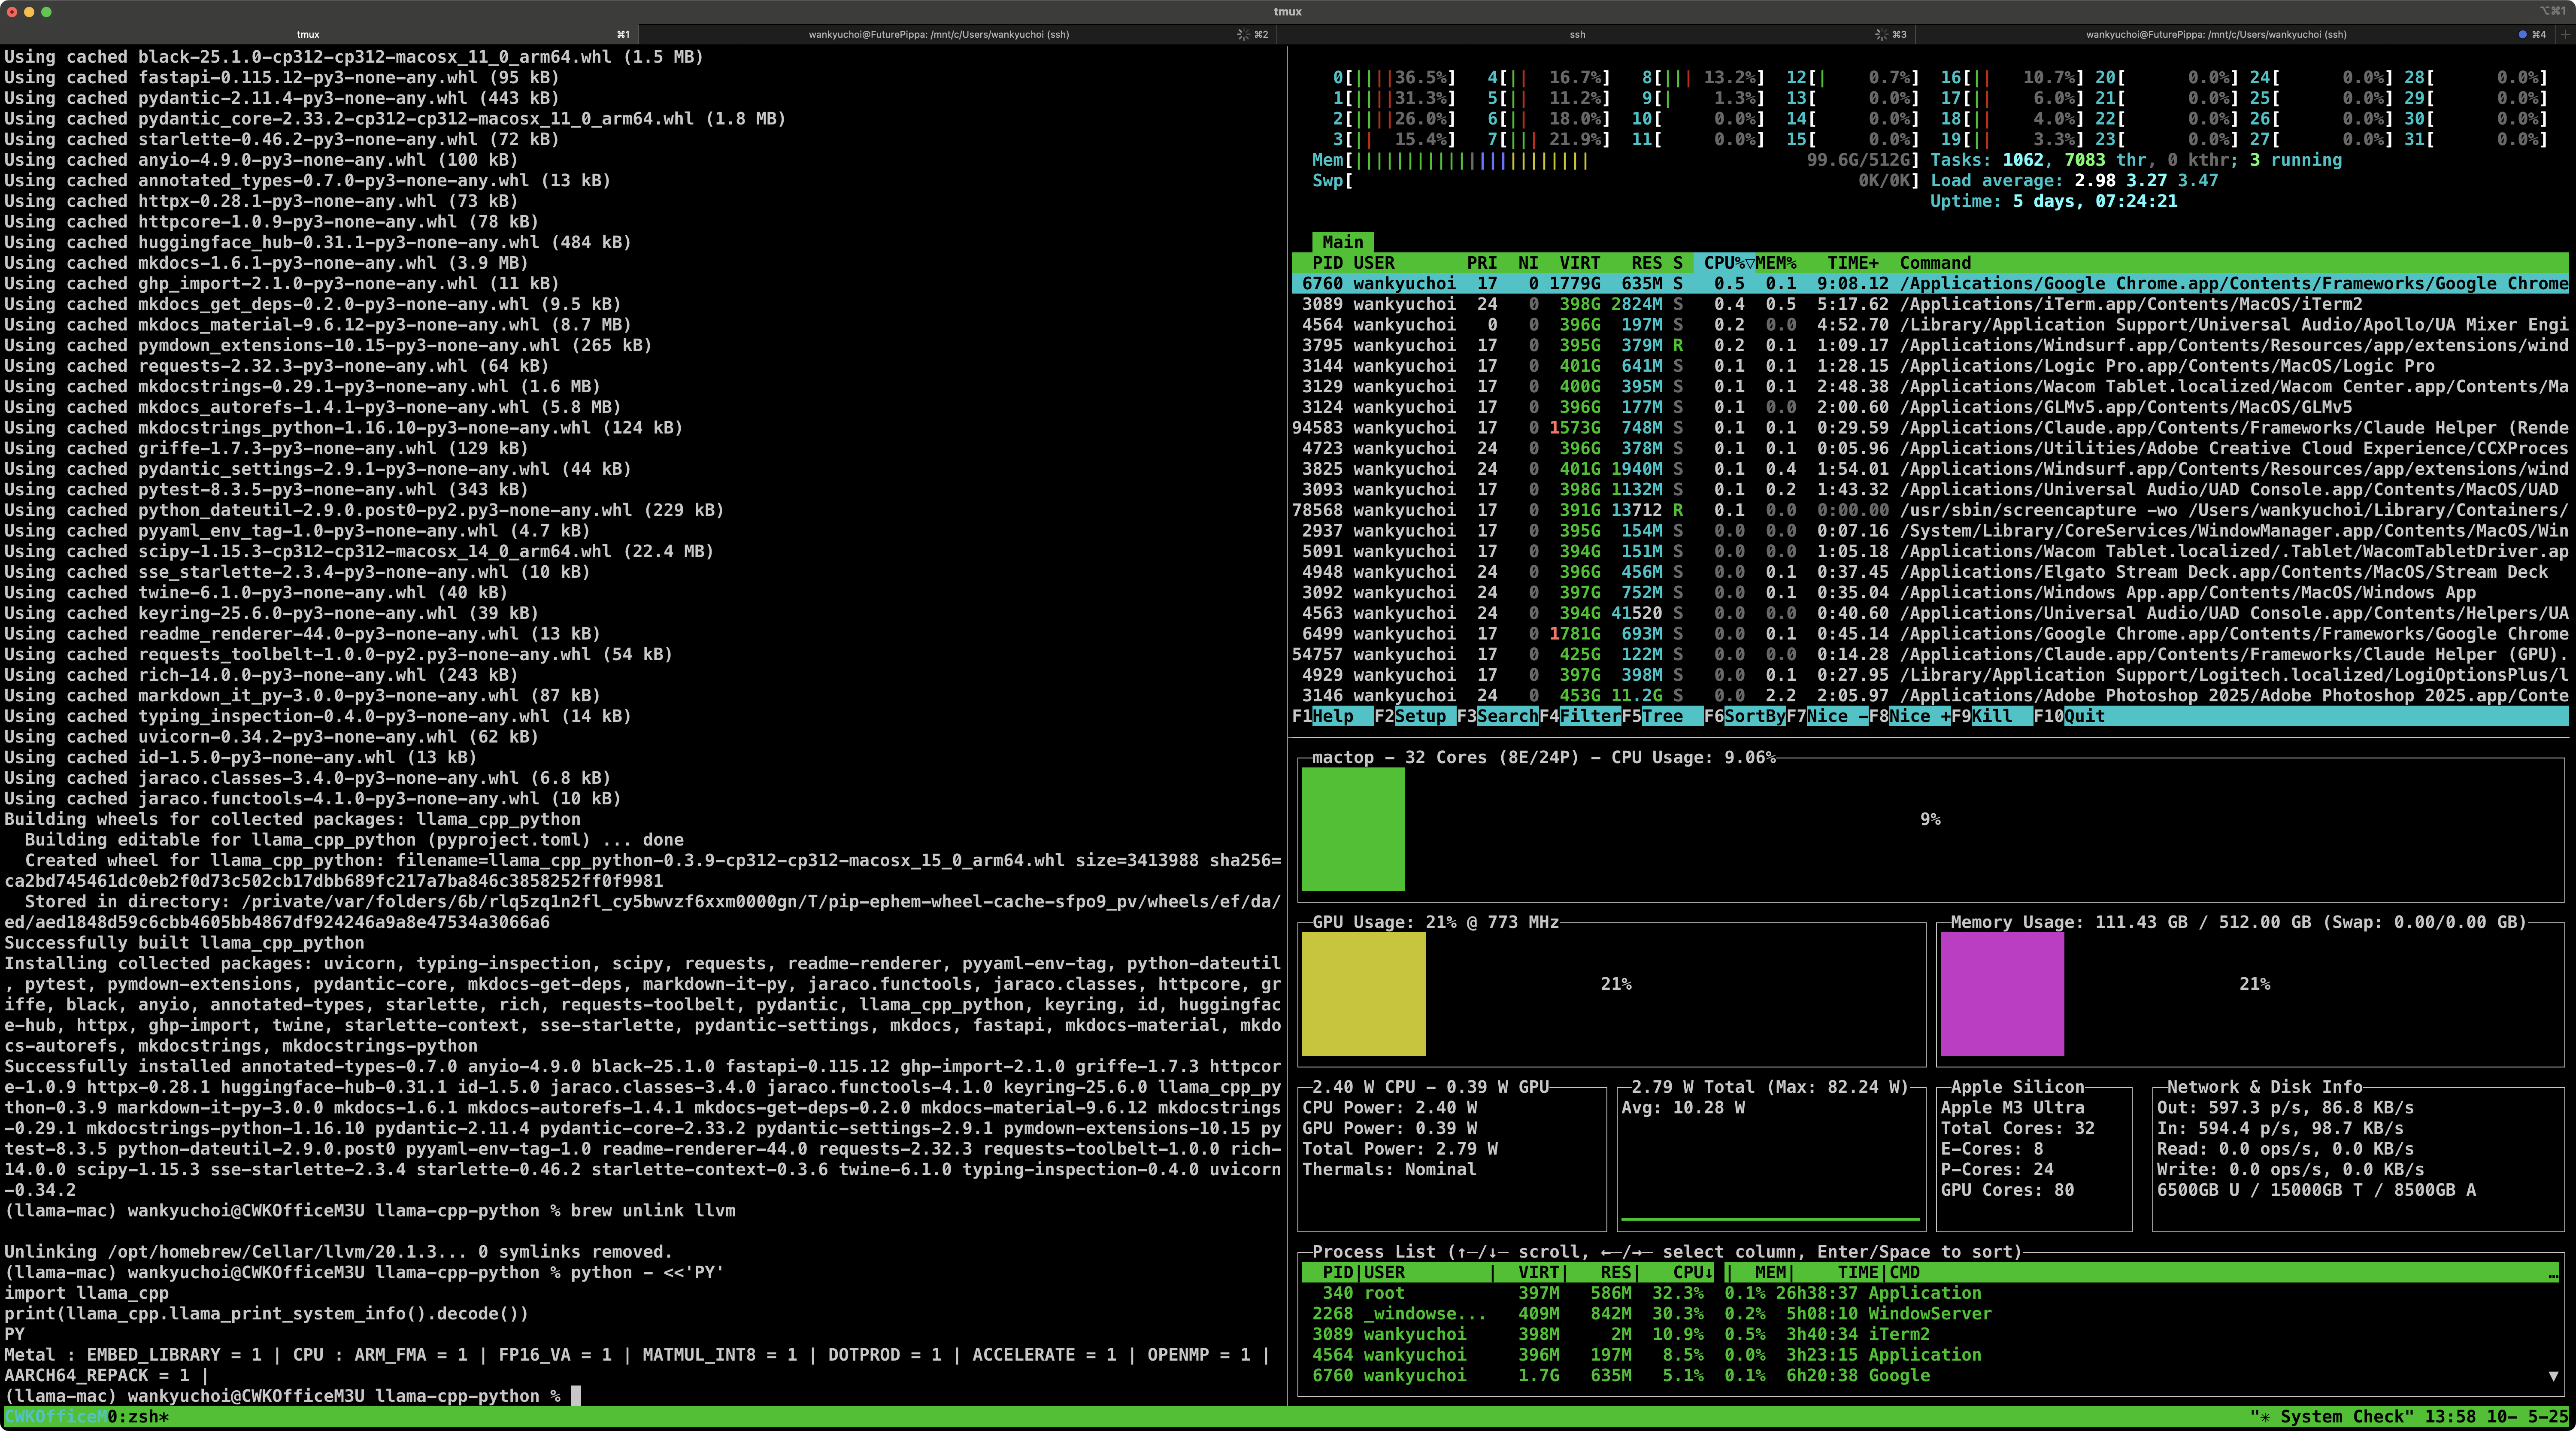 tmux
⌥⌘1
tmux ⌘1
wankyuchoi@FuturePippa: /mnt/c/Users/wankyuchoi (ssh) ⌘2
ssh ⌘3
wankyuchoi@FuturePippa: /mnt/c/Users/wankyuchoi (ssh) ⌘4
Using cached black-25.1.0-cp312-cp312-macosx_11_0_arm64.whl (1.5 MB)
Using cached fastapi-0.115.12-py3-none-any.whl (95 kB)
Using cached pydantic-2.11.4-py3-none-any.whl (443 kB)
Using cached pydantic_core-2.33.2-cp312-cp312-macosx_11_0_arm64.whl (1.8 MB)
Using cached starlette-0.46.2-py3-none-any.whl (72 kB)
Using cached anyio-4.9.0-py3-none-any.whl (100 kB)
Using cached annotated_types-0.7.0-py3-none-any.whl (13 kB)
Using cached httpx-0.28.1-py3-none-any.whl (73 kB)
Using cached httpcore-1.0.9-py3-none-any.whl (78 kB)
Using cached huggingface_hub-0.31.1-py3-none-any.whl (484 kB)
Using cached mkdocs-1.6.1-py3-none-any.whl (3.9 MB)
Using cached ghp_import-2.1.0-py3-none-any.whl (11 kB)
Using cached mkdocs_get_deps-0.2.0-py3-none-any.whl (9.5 kB)
Using cached mkdocs_material-9.6.12-py3-none-any.whl (8.7 MB)
Using cached pymdown_extensions-10.15-py3-none-any.whl (265 kB)
Using cached requests-2.32.3-py3-none-any.whl (64 kB)
Using cached mkdocstrings-0.29.1-py3-none-any.whl (1.6 MB)
Using cached mkdocs_autorefs-1.4.1-py3-none-any.whl (5.8 MB)
Using cached mkdocstrings_python-1.16.10-py3-none-any.whl (124 kB)
Using cached griffe-1.7.3-py3-none-any.whl (129 kB)
Using cached pydantic_settings-2.9.1-py3-none-any.whl (44 kB)
Using cached pytest-8.3.5-py3-none-any.whl (343 kB)
Using cached python_dateutil-2.9.0.post0-py2.py3-none-any.whl (229 kB)
Using cached pyyaml_env_tag-1.0-py3-none-any.whl (4.7 kB)
Using cached scipy-1.15.3-cp312-cp312-macosx_14_0_arm64.whl (22.4 MB)
Using cached sse_starlette-2.3.4-py3-none-any.whl (10 kB)
Using cached twine-6.1.0-py3-none-any.whl (40 kB)
Using cached keyring-25.6.0-py3-none-any.whl (39 kB)
Using cached readme_renderer-44.0-py3-none-any.whl (13 kB)
Using cached requests_toolbelt-1.0.0-py2.py3-none-any.whl (54 kB)
Using cached rich-14.0.0-py3-none-any.whl (243 kB)
Using cached markdown_it_py-3.0.0-py3-none-any.whl (87 kB)
Using cached typing_inspection-0.4.0-py3-none-any.whl (14 kB)
Using cached uvicorn-0.34.2-py3-none-any.whl (62 kB)
Using cached id-1.5.0-py3-none-any.whl (13 kB)
Using cached jaraco.classes-3.4.0-py3-none-any.whl (6.8 kB)
Using cached jaraco.functools-4.1.0-py3-none-any.whl (10 kB)
Building wheels for collected packages: llama_cpp_python
Building editable for llama_cpp_python (pyproject.toml) ... done
Created wheel for llama_cpp_python: filename=llama_cpp_python-0.3.9-cp312-cp312-macosx_15_0_arm64.whl size=3413988 sha256=
ca2bd745461dc0eb2f0d73c502cb17dbb689fc217a7ba846c3858252ff0f9981
Stored in directory: /private/var/folders/6b/rlq5zq1n2fl_cy5bwvzf6xxm0000gn/T/pip-ephem-wheel-cache-sfpo9_pv/wheels/ef/da/
ed/aed1848d59c6cbb4605bb4867df924246a9a8e47534a3066a6
Successfully built llama_cpp_python
Installing collected packages: uvicorn, typing-inspection, scipy, requests, readme-renderer, pyyaml-env-tag, python-dateutil
, pytest, pymdown-extensions, pydantic-core, mkdocs-get-deps, markdown-it-py, jaraco.functools, jaraco.classes, httpcore, gr
iffe, black, anyio, annotated-types, starlette, rich, requests-toolbelt, pydantic, llama_cpp_python, keyring, id, huggingfac
e-hub, httpx, ghp-import, twine, starlette-context, sse-starlette, pydantic-settings, mkdocs, fastapi, mkdocs-material, mkdo
cs-autorefs, mkdocstrings, mkdocstrings-python
Successfully installed annotated-types-0.7.0 anyio-4.9.0 black-25.1.0 fastapi-0.115.12 ghp-import-2.1.0 griffe-1.7.3 httpcor
e-1.0.9 httpx-0.28.1 huggingface-hub-0.31.1 id-1.5.0 jaraco.classes-3.4.0 jaraco.functools-4.1.0 keyring-25.6.0 llama_cpp_py
thon-0.3.9 markdown-it-py-3.0.0 mkdocs-1.6.1 mkdocs-autorefs-1.4.1 mkdocs-get-deps-0.2.0 mkdocs-material-9.6.12 mkdocstrings
-0.29.1 mkdocstrings-python-1.16.10 pydantic-2.11.4 pydantic-core-2.33.2 pydantic-settings-2.9.1 pymdown-extensions-10.15 py
test-8.3.5 python-dateutil-2.9.0.post0 pyyaml-env-tag-1.0 readme-renderer-44.0 requests-2.32.3 requests-toolbelt-1.0.0 rich-
14.0.0 scipy-1.15.3 sse-starlette-2.3.4 starlette-0.46.2 starlette-context-0.3.6 twine-6.1.0 typing-inspection-0.4.0 uvicorn
-0.34.2
(llama-mac) wankyuchoi@CWKOfficeM3U llama-cpp-python % brew unlink llvm
Unlinking /opt/homebrew/Cellar/llvm/20.1.3... 0 symlinks removed.
(llama-mac) wankyuchoi@CWKOfficeM3U llama-cpp-python % python - <<'PY'
import llama_cpp
print(llama_cpp.llama_print_system_info().decode())
PY
Metal : EMBED_LIBRARY = 1 | CPU : ARM_FMA = 1 | FP16_VA = 1 | MATMUL_INT8 = 1 | DOTPROD = 1 | ACCELERATE = 1 | OPENMP = 1 |
AARCH64_REPACK = 1 |
(llama-mac) wankyuchoi@CWKOfficeM3U llama-cpp-python %
0[||||36.5%] 4[|| 16.7%] 8[||| 13.2%] 12[| 0.7%] 16[|| 10.7%] 20[ 0.0%] 24[ 0.0%] 28[ 0.0%]
1[||||31.3%] 5[|| 11.2%] 9[| 1.3%] 13[ 0.0%] 17[|| 6.0%] 21[ 0.0%] 25[ 0.0%] 29[ 0.0%]
2[||||26.0%] 6[|| 18.0%] 10[ 0.0%] 14[ 0.0%] 18[|| 4.0%] 22[ 0.0%] 26[ 0.0%] 30[ 0.0%]
3[|| 15.4%] 7[||| 21.9%] 11[ 0.0%] 15[ 0.0%] 19[|| 3.3%] 23[ 0.0%] 27[ 0.0%] 31[ 0.0%]
Mem[||||||||||||||||||||||| 99.6G/512G] Tasks: 1062, 7083 thr, 0 kthr; 3 running
Swp[ 0K/0K] Load average: 2.98 3.27 3.47
Uptime: 5 days, 07:24:21
Main
PID USER PRI NI VIRT RES S CPU%▽MEM% TIME+ Command
6760 wankyuchoi 17 0 1779G 635M S 0.5 0.1 9:08.12 /Applications/Google Chrome.app/Contents/Frameworks/Google Chrome
3089 wankyuchoi 24 0 398G 2824M S 0.4 0.5 5:17.62 /Applications/iTerm.app/Contents/MacOS/iTerm2
4564 wankyuchoi 0 0 396G 197M S 0.2 0.0 4:52.70 /Library/Application Support/Universal Audio/Apollo/UA Mixer Engi
3795 wankyuchoi 17 0 395G 379M R 0.2 0.1 1:09.17 /Applications/Windsurf.app/Contents/Resources/app/extensions/wind
3144 wankyuchoi 17 0 401G 641M S 0.1 0.1 1:28.15 /Applications/Logic Pro.app/Contents/MacOS/Logic Pro
3129 wankyuchoi 17 0 400G 395M S 0.1 0.1 2:48.38 /Applications/Wacom Tablet.localized/Wacom Center.app/Contents/Ma
3124 wankyuchoi 17 0 396G 177M S 0.1 0.0 2:00.60 /Applications/GLMv5.app/Contents/MacOS/GLMv5
94583 wankyuchoi 17 0 1573G 748M S 0.1 0.1 0:29.59 /Applications/Claude.app/Contents/Frameworks/Claude Helper (Rende
4723 wankyuchoi 24 0 396G 378M S 0.1 0.1 0:05.96 /Applications/Utilities/Adobe Creative Cloud Experience/CCXProces
3825 wankyuchoi 24 0 401G 1940M S 0.1 0.4 1:54.01 /Applications/Windsurf.app/Contents/Resources/app/extensions/wind
3093 wankyuchoi 17 0 398G 1132M S 0.1 0.2 1:43.32 /Applications/Universal Audio/UAD Console.app/Contents/MacOS/UAD
78568 wankyuchoi 17 0 391G 13712 R 0.1 0.0 0:00.00 /usr/sbin/screencapture -wo /Users/wankyuchoi/Library/Containers/
2937 wankyuchoi 17 0 395G 154M S 0.0 0.0 0:07.16 /System/Library/CoreServices/WindowManager.app/Contents/MacOS/Win
5091 wankyuchoi 17 0 394G 151M S 0.0 0.0 1:05.18 /Applications/Wacom Tablet.localized/.Tablet/WacomTabletDriver.ap
4948 wankyuchoi 24 0 396G 456M S 0.0 0.1 0:37.45 /Applications/Elgato Stream Deck.app/Contents/MacOS/Stream Deck
3092 wankyuchoi 24 0 397G 752M S 0.0 0.1 0:35.04 /Applications/Windows App.app/Contents/MacOS/Windows App
4563 wankyuchoi 24 0 394G 41520 S 0.0 0.0 0:40.60 /Applications/Universal Audio/UAD Console.app/Contents/Helpers/UA
6499 wankyuchoi 17 0 1781G 693M S 0.0 0.1 0:45.14 /Applications/Google Chrome.app/Contents/Frameworks/Google Chrome
54757 wankyuchoi 17 0 425G 122M S 0.0 0.0 0:14.28 /Applications/Claude.app/Contents/Frameworks/Claude Helper (GPU).
4929 wankyuchoi 17 0 397G 398M S 0.0 0.1 0:27.95 /Library/Application Support/Logitech.localized/LogiOptionsPlus/l
3146 wankyuchoi 24 0 453G 11.2G S 0.0 2.2 2:05.97 /Applications/Adobe Photoshop 2025/Adobe Photoshop 2025.app/Conte
F1Help F2Setup F3SearchF4FilterF5Tree F6SortByF7Nice -F8Nice +F9Kill F10Quit
mactop - 32 Cores (8E/24P) - CPU Usage: 9.06%
9%
GPU Usage: 21% @ 773 MHz
21%
Memory Usage: 111.43 GB / 512.00 GB (Swap: 0.00/0.00 GB)
21%
2.40 W CPU - 0.39 W GPU
CPU Power: 2.40 W
GPU Power: 0.39 W
Total Power: 2.79 W
Thermals: Nominal
2.79 W Total (Max: 82.24 W)
Avg: 10.28 W
Apple Silicon
Apple M3 Ultra
Total Cores: 32
E-Cores: 8
P-Cores: 24
GPU Cores: 80
Network & Disk Info
Out: 597.3 p/s, 86.8 KB/s
In: 594.4 p/s, 98.7 KB/s
Read: 0.0 ops/s, 0.0 KB/s
Write: 0.0 ops/s, 0.0 KB/s
6500GB U / 15000GB T / 8500GB A
Process List (↑/↓ scroll, ←/→ select column, Enter/Space to sort)
PID|USER | VIRT| RES| CPU↓ | MEM| TIME|CMD …
340 root 397M 586M 32.3% 0.1% 26h38:37 Application
2268 _windowse... 409M 842M 30.3% 0.2% 5h08:10 WindowServer
3089 wankyuchoi 398M 2M 10.9% 0.5% 3h40:34 iTerm2
4564 wankyuchoi 396M 197M 8.5% 0.0% 3h23:15 Application
6760 wankyuchoi 1.7G 635M 5.1% 0.1% 6h20:38 Google ▼
CWKOfficeM0:zsh* "✳ System Check" 13:58 10- 5-25